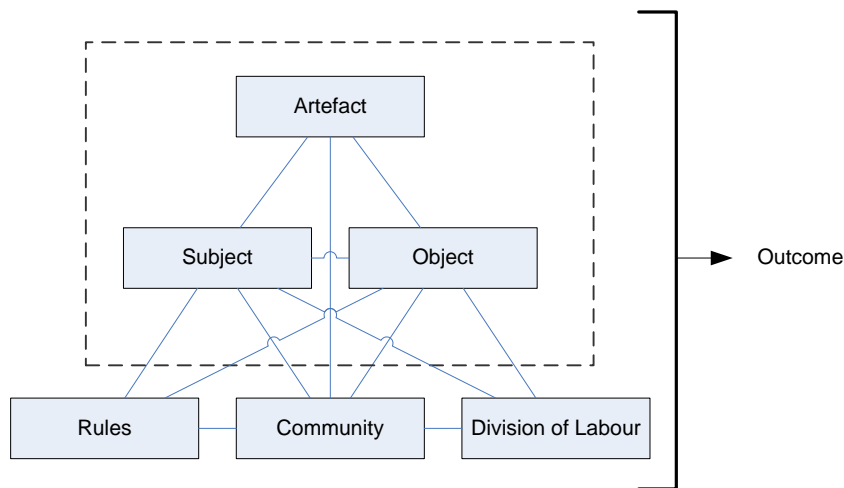 Artefact
Subject
Object
Outcome
Rules
Community
Division of Labour